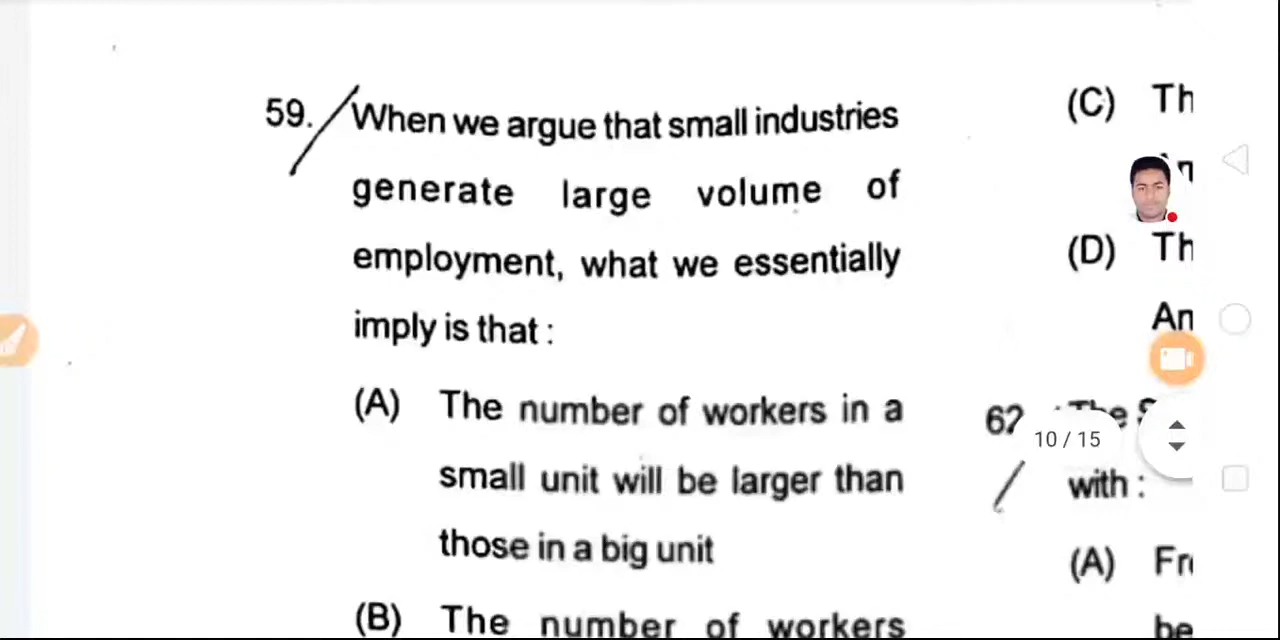 59. When we argue that small industries
generate large volume of
employment, what we essentially
imply is that :
(A) The number of workers in a
small unit will be larger than
those in a big unit
(B) The number of workers
(C) Th
(D) Th
An
10 / 15
62
with :
(A) Fr
be